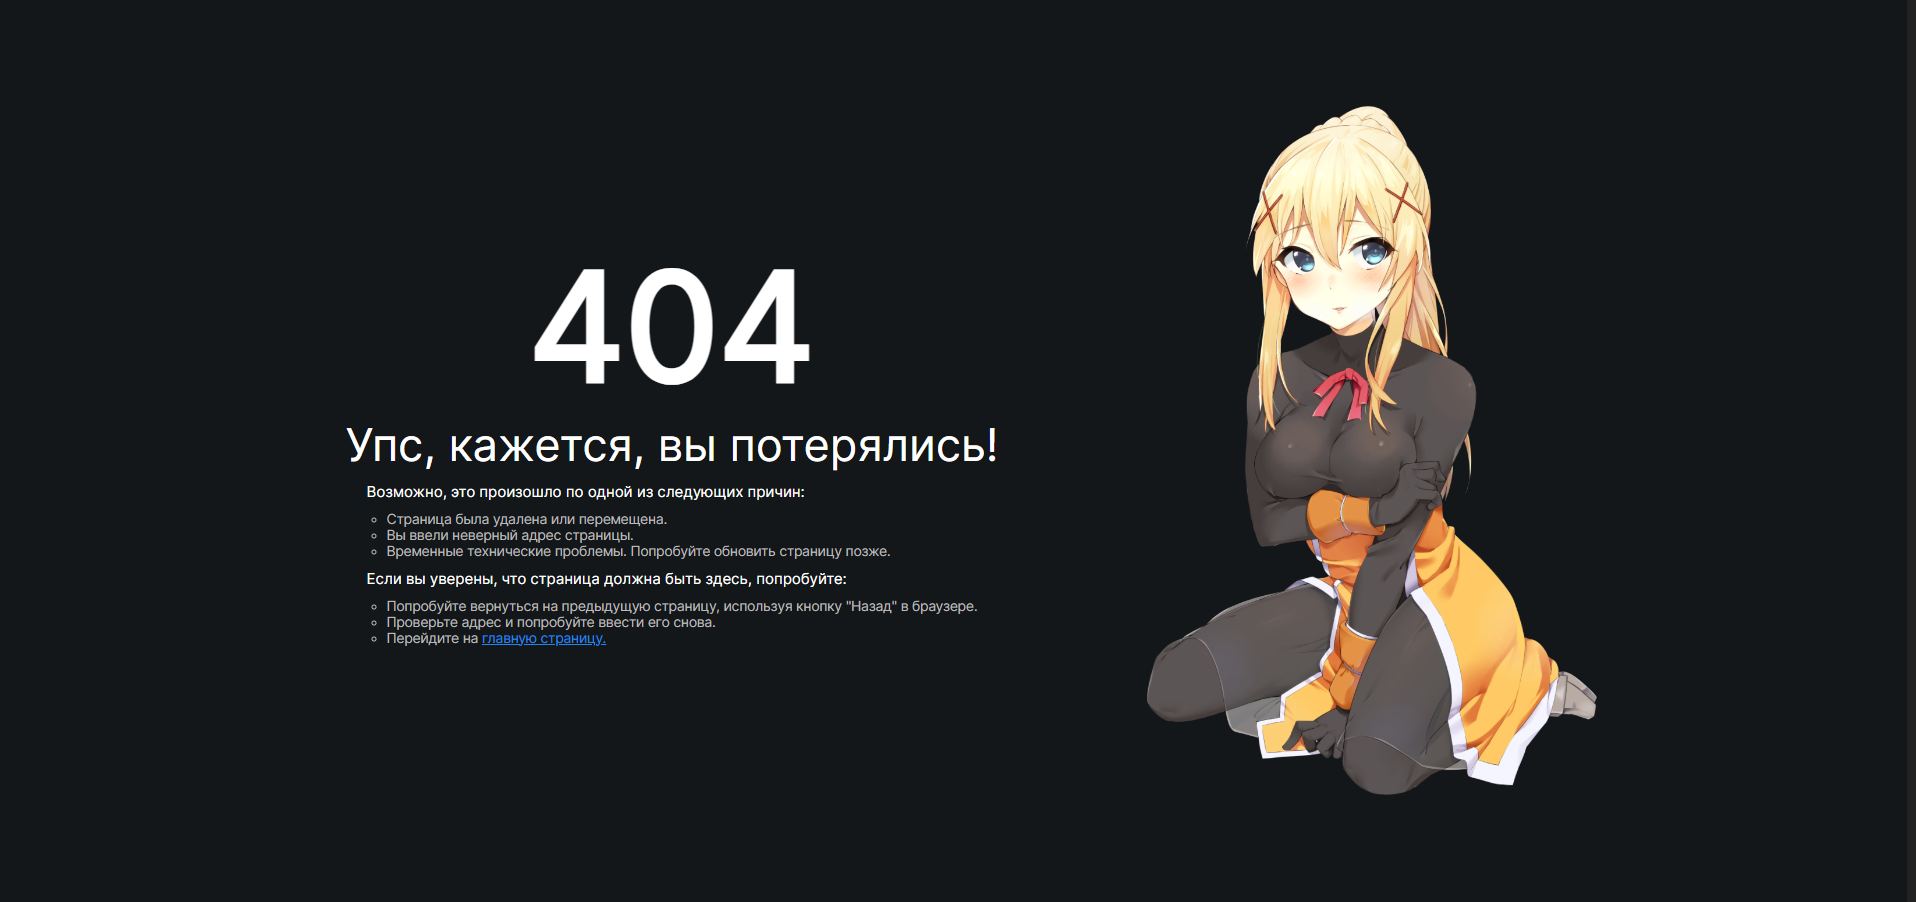 404
Упс, кажется, вы потерялись!
Возможно, это произошло по одной из следующих причин:
Страница была удалена или перемещена.
Вы ввели неверный адрес страницы.
Временные технические проблемы. Попробуйте обновить страницу позже.
Если вы уверены, что страница должна быть здесь, попробуйте:
Попробуйте вернуться на предыдущую страницу, используя кнопку "Назад" в браузере.
Проверьте адрес и попробуйте ввести его снова.
Перейдите на главную страницу.